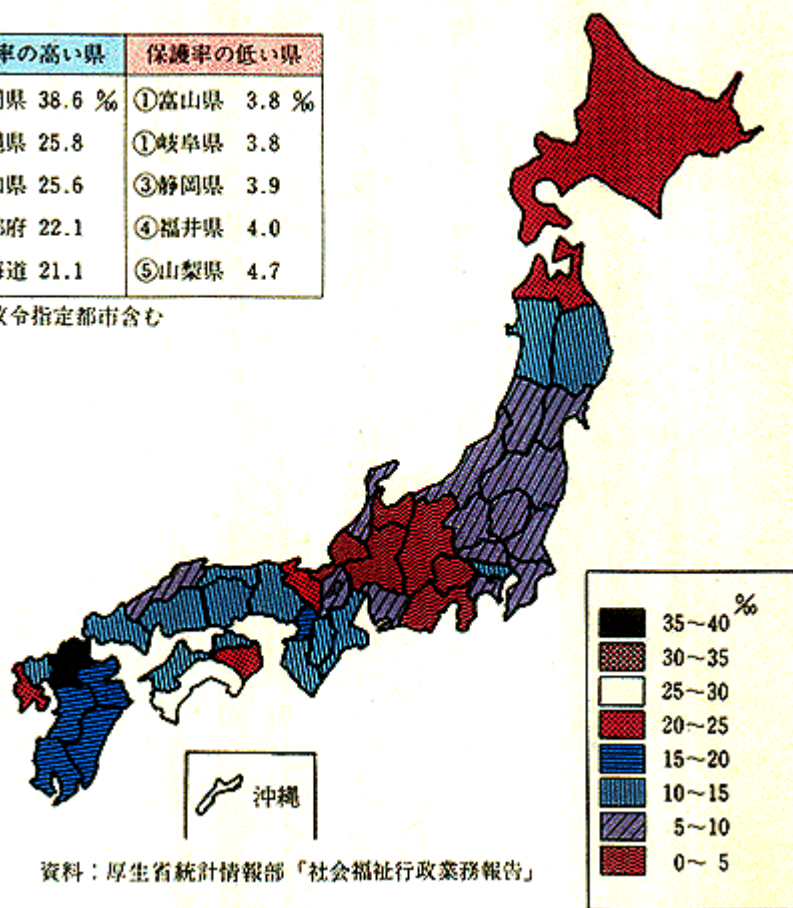 率の高い県 保護率の低い県
県 38.6 ‰ ①富山県 3.8 ‰
県 25.8 ①岐阜県 3.8
県 25.6 ③静岡県 3.9
府 22.1 ④福井県 4.0
道 21.1 ⑤山梨県 4.7
令指定都市含む
‰
35～40
30～35
25～30
20～25
15～20
10～15
5～10
0～ 5
沖縄
資料：厚生省統計情報部「社会福祉行政業務報告」